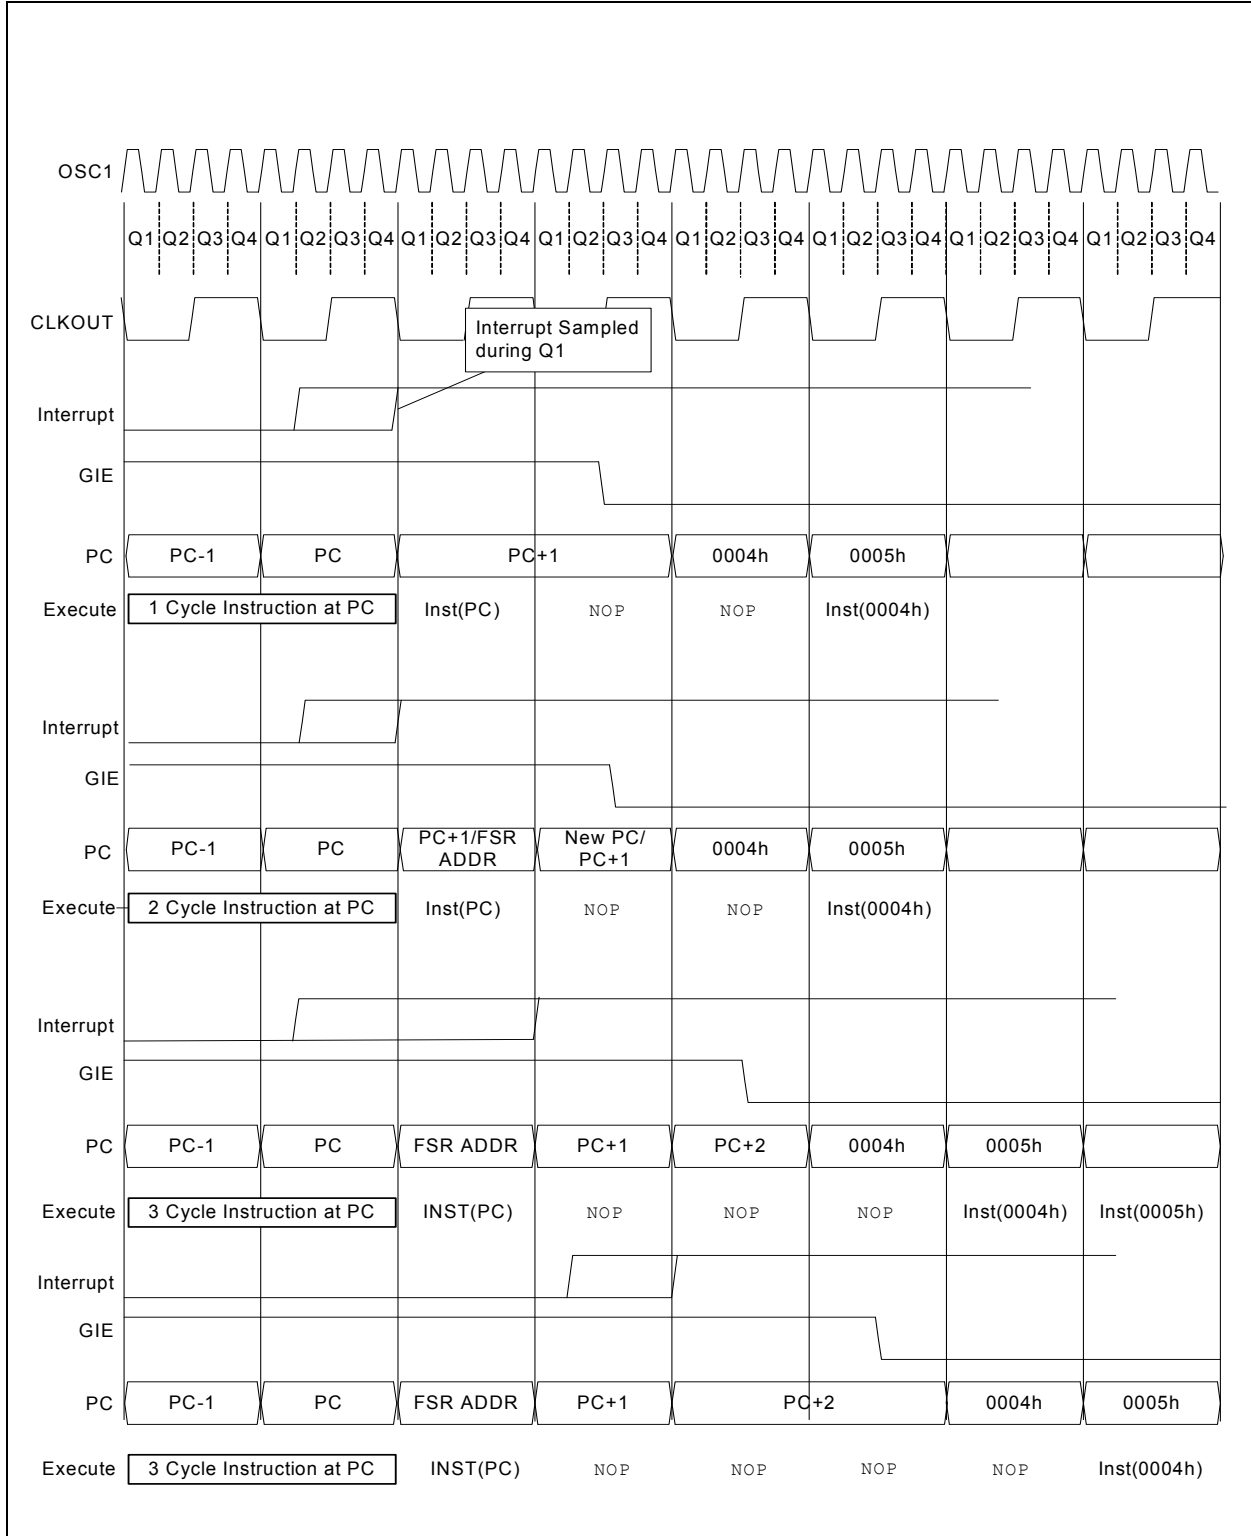 OSC1
Q1 Q2 Q3 Q4 Q1 Q2 Q3 Q4 Q1 Q2 Q3 Q4 Q1 Q2 Q3 Q4 Q1 Q2 Q3 Q4 Q1 Q2 Q3 Q4 Q1 Q2 Q3 Q4 Q1 Q2 Q3 Q4
CLKOUT
Interrupt Sampled
during Q1
Interrupt
GIE
PC PC-1 PC PC+1 0004h 0005h
Execute 1 Cycle Instruction at PC Inst(PC) NOP NOP Inst(0004h)
Interrupt
GIE
PC PC-1 PC PC+1/FSR ADDR New PC/ PC+1 0004h 0005h
Execute 2 Cycle Instruction at PC Inst(PC) NOP NOP Inst(0004h)
Interrupt
GIE
PC PC-1 PC FSR ADDR PC+1 PC+2 0004h 0005h
Execute 3 Cycle Instruction at PC INST(PC) NOP NOP NOP Inst(0004h) Inst(0005h)
Interrupt
GIE
PC PC-1 PC FSR ADDR PC+1 PC+2 0004h 0005h
Execute 3 Cycle Instruction at PC INST(PC) NOP NOP NOP NOP Inst(0004h)